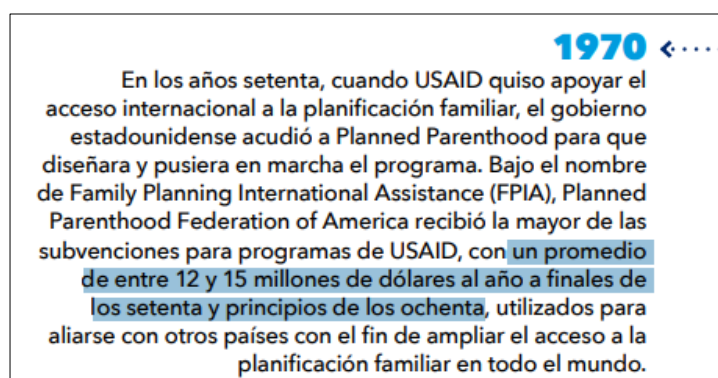 1970
En los años setenta, cuando USAID quiso apoyar el
acceso internacional a la planificación familiar, el gobierno
estadounidense acudió a Planned Parenthood para que
diseñara y pusiera en marcha el programa. Bajo el nombre
de Family Planning International Assistance (FPIA), Planned
Parenthood Federation of America recibió la mayor de las
subvenciones para programas de USAID, con un promedio
de entre 12 y 15 millones de dólares al año a finales de
los setenta y principios de los ochenta, utilizados para
aliarse con otros países con el fin de ampliar el acceso a la
planificación familiar en todo el mundo.